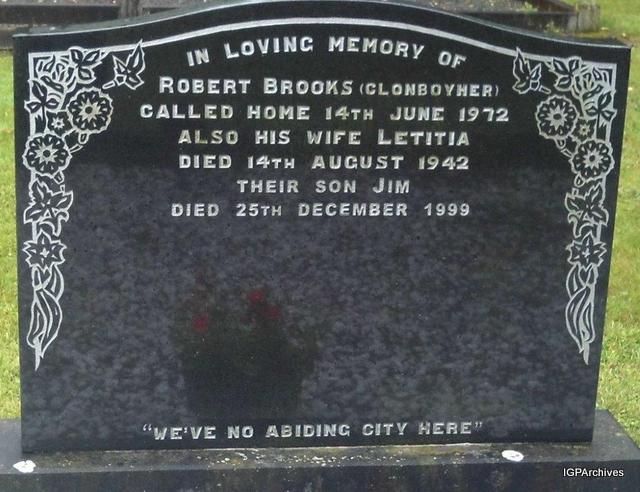 IN LOVING MEMORY OF
ROBERT BROOKS (CLONBOYHER)
CALLED HOME 14TH JUNE 1972
ALSO HIS WIFE LETITIA
DIED 14TH AUGUST 1942
THEIR SON JIM
DIED 25TH DECEMBER 1999
"WE'VE NO ABIDING CITY HERE"
IGPArchives